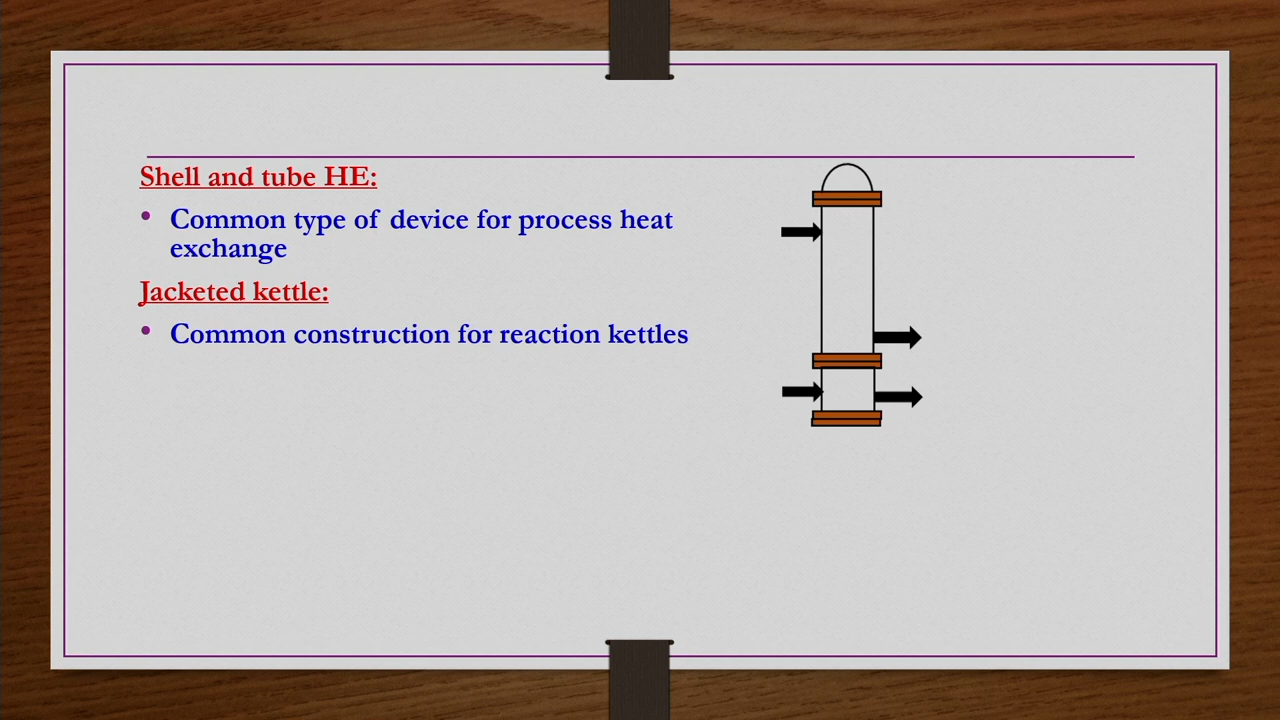 Shell and tube HE:
• Common type of device for process heat
exchange
Jacketed kettle:
• Common construction for reaction kettles